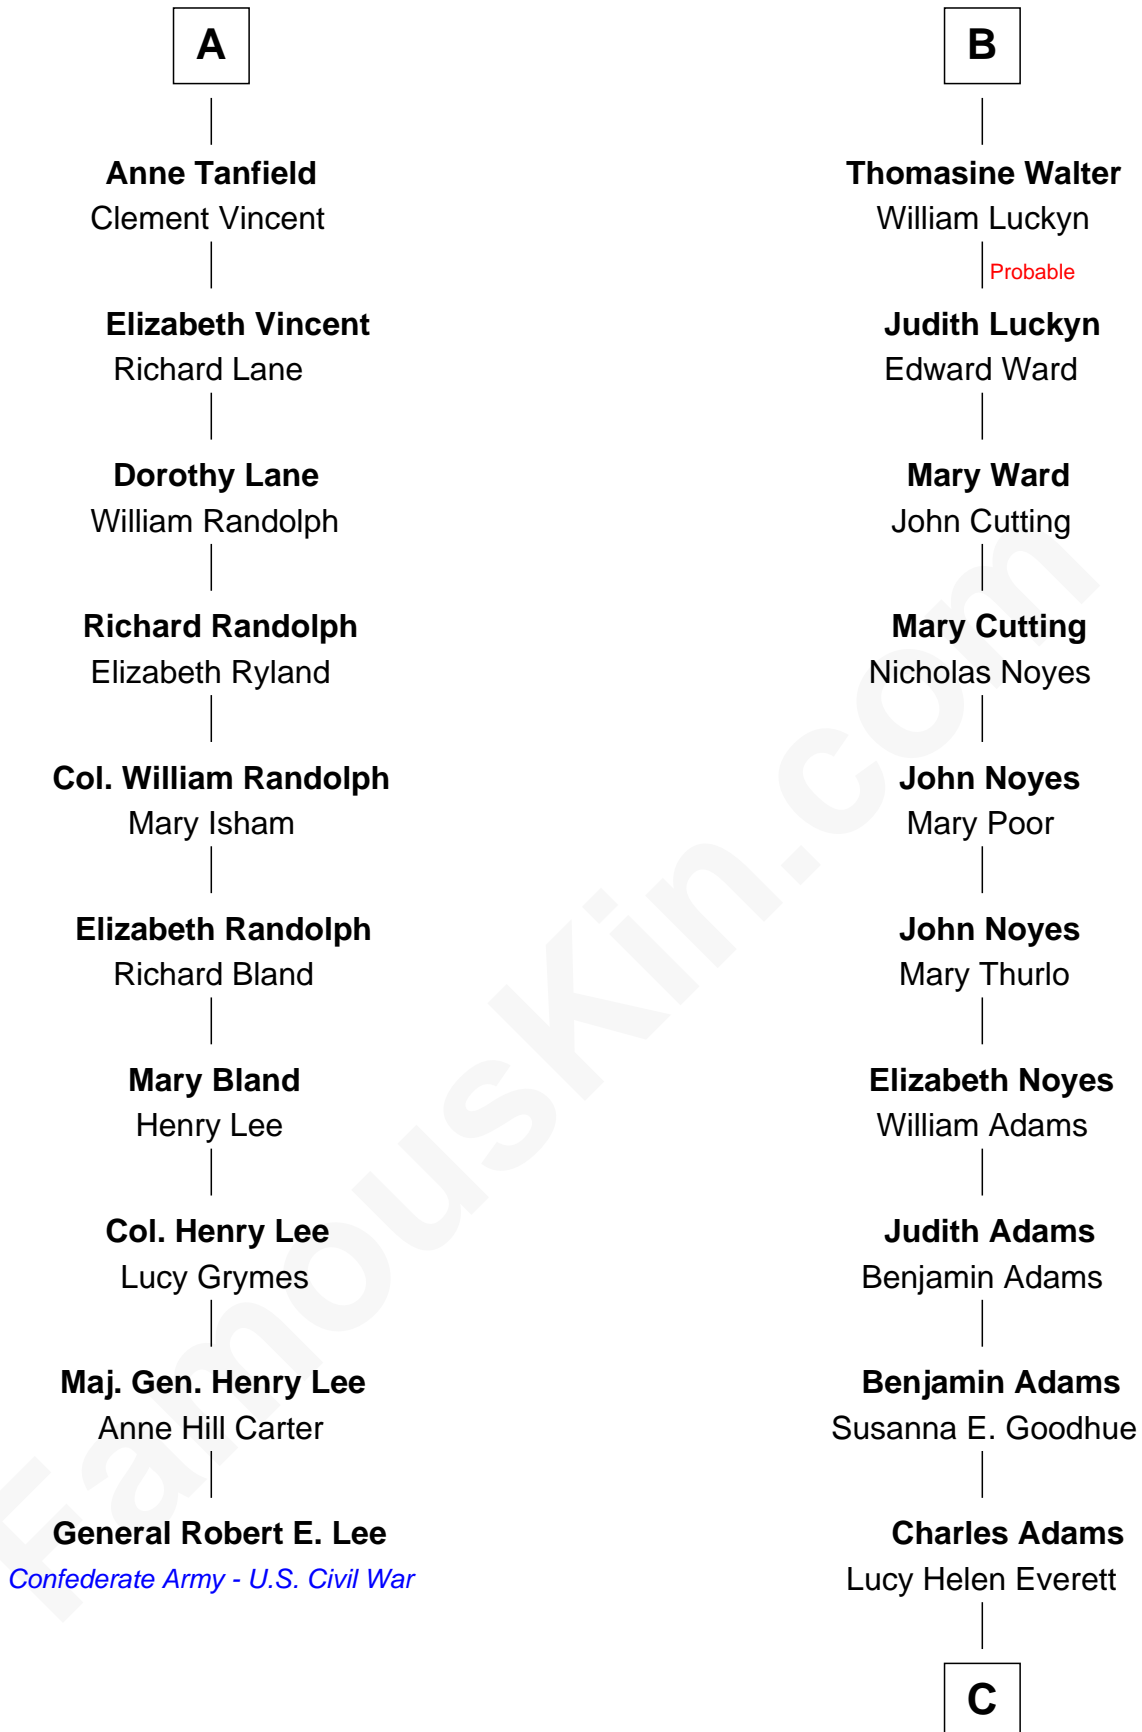 A
Anne Tanfield
Clement Vincent
Elizabeth Vincent
Richard Lane
Dorothy Lane
William Randolph
Richard Randolph
Elizabeth Ryland
Col. William Randolph
Mary Isham
Elizabeth Randolph
Richard Bland
Mary Bland
Henry Lee
Col. Henry Lee
Lucy Grymes
Maj. Gen. Henry Lee
Anne Hill Carter
General Robert E. Lee
Confederate Army - U.S. Civil War
B
Thomasine Walter
William Luckyn
Probable
Judith Luckyn
Edward Ward
Mary Ward
John Cutting
Mary Cutting
Nicholas Noyes
John Noyes
Mary Poor
John Noyes
Mary Thurlo
Elizabeth Noyes
William Adams
Judith Adams
Benjamin Adams
Benjamin Adams
Susanna E. Goodhue
Charles Adams
Lucy Helen Everett
C
FamousKin.com